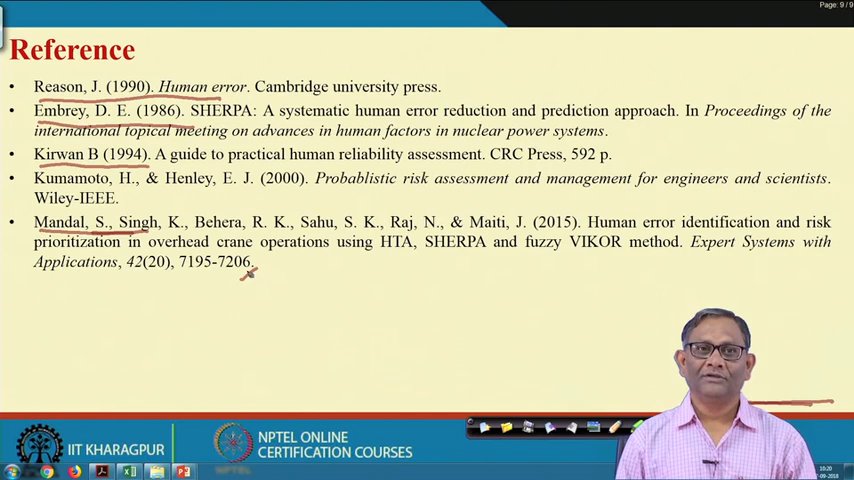 Page: 9 / 9
Reference
• Reason, J. (1990). Human error. Cambridge university press.
• Embrey, D. E. (1986). SHERPA: A systematic human error reduction and prediction approach. In Proceedings of the
international topical meeting on advances in human factors in nuclear power systems.
• Kirwan B (1994). A guide to practical human reliability assessment. CRC Press, 592 p.
• Kumamoto, H., & Henley, E. J. (2000). Probablistic risk assessment and management for engineers and scientists.
Wiley-IEEE.
• Mandal, S., Singh, K., Behera, R. K., Sahu, S. K., Raj, N., & Maiti, J. (2015). Human error identification and risk
prioritization in overhead crane operations using HTA, SHERPA and fuzzy VIKOR method. Expert Systems with
Applications, 42(20), 7195-7206.
IIT KHARAGPUR
NPTEL ONLINE
CERTIFICATION COURSES
10:20